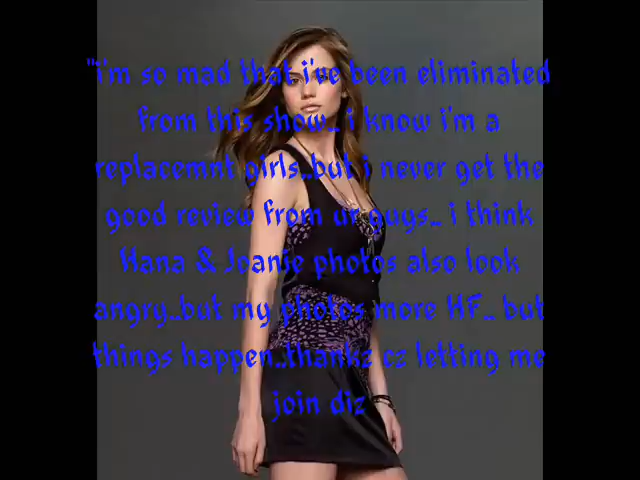 "i'm so mad that i've been eliminated
from this show.. i know i'm a
replacemnt girls..but i never get the
good review from ur guys.. i think
Hana & Joanie photos also look
angry..but my photos more HF.. but
things happen..thankz cz letting me
join diz